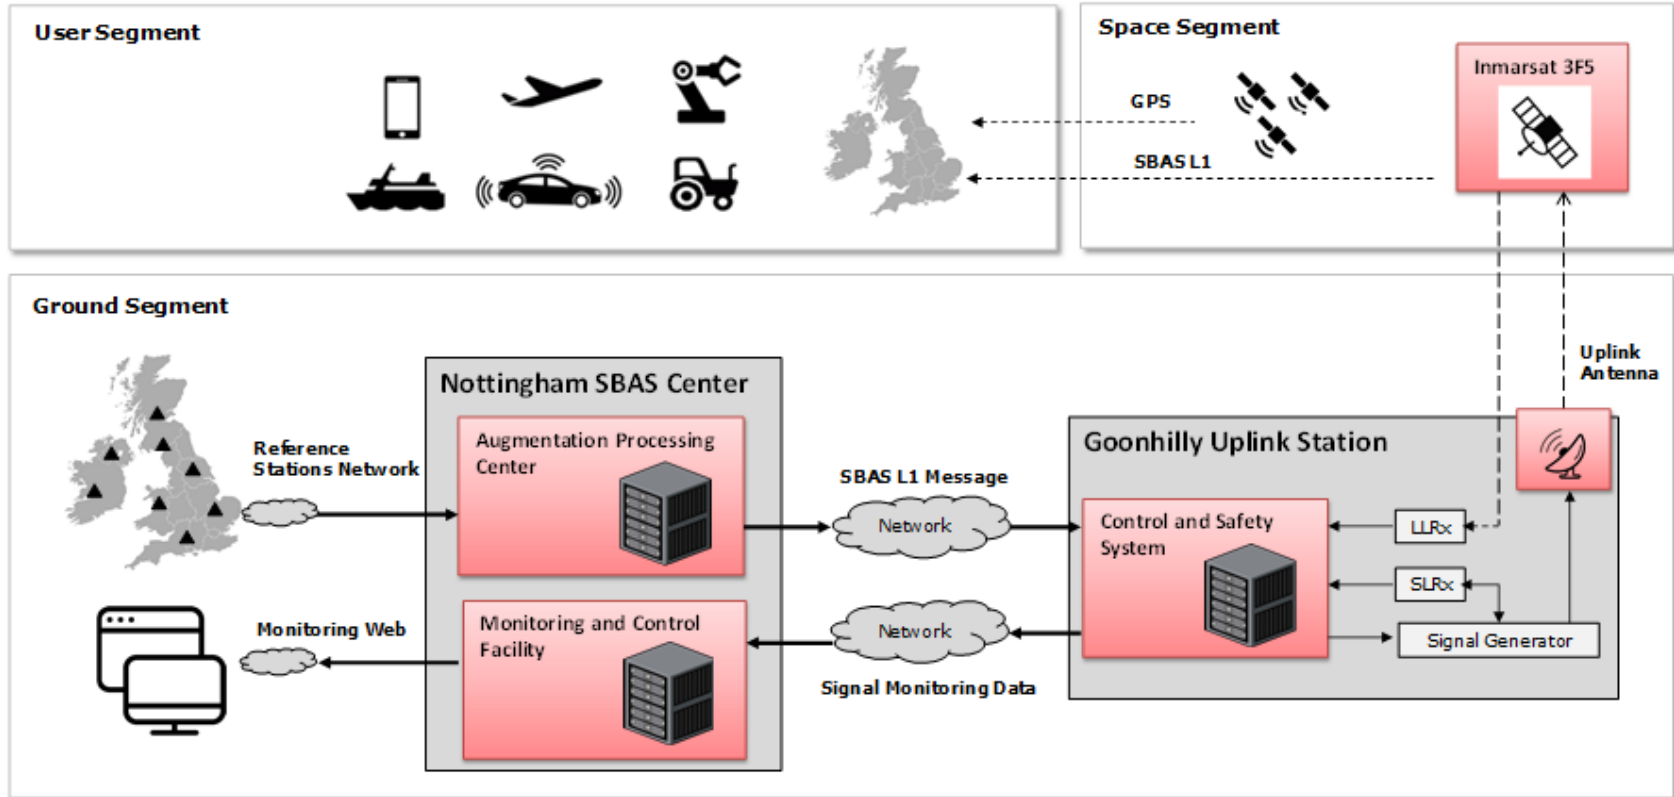 User Segment
Space Segment
Inmarsat 3F5
GPS
SBAS L1
Ground Segment
Uplink
Antenna
Nottingham SBAS Center
Reference
Stations Network
Augmentation Processing
Center
SBAS L1 Message
Network
Goonhilly Uplink Station
Control and Safety
System
LLRx
SLRx
Signal Generator
Monitoring Web
Monitoring and Control
Facility
Network
Signal Monitoring Data